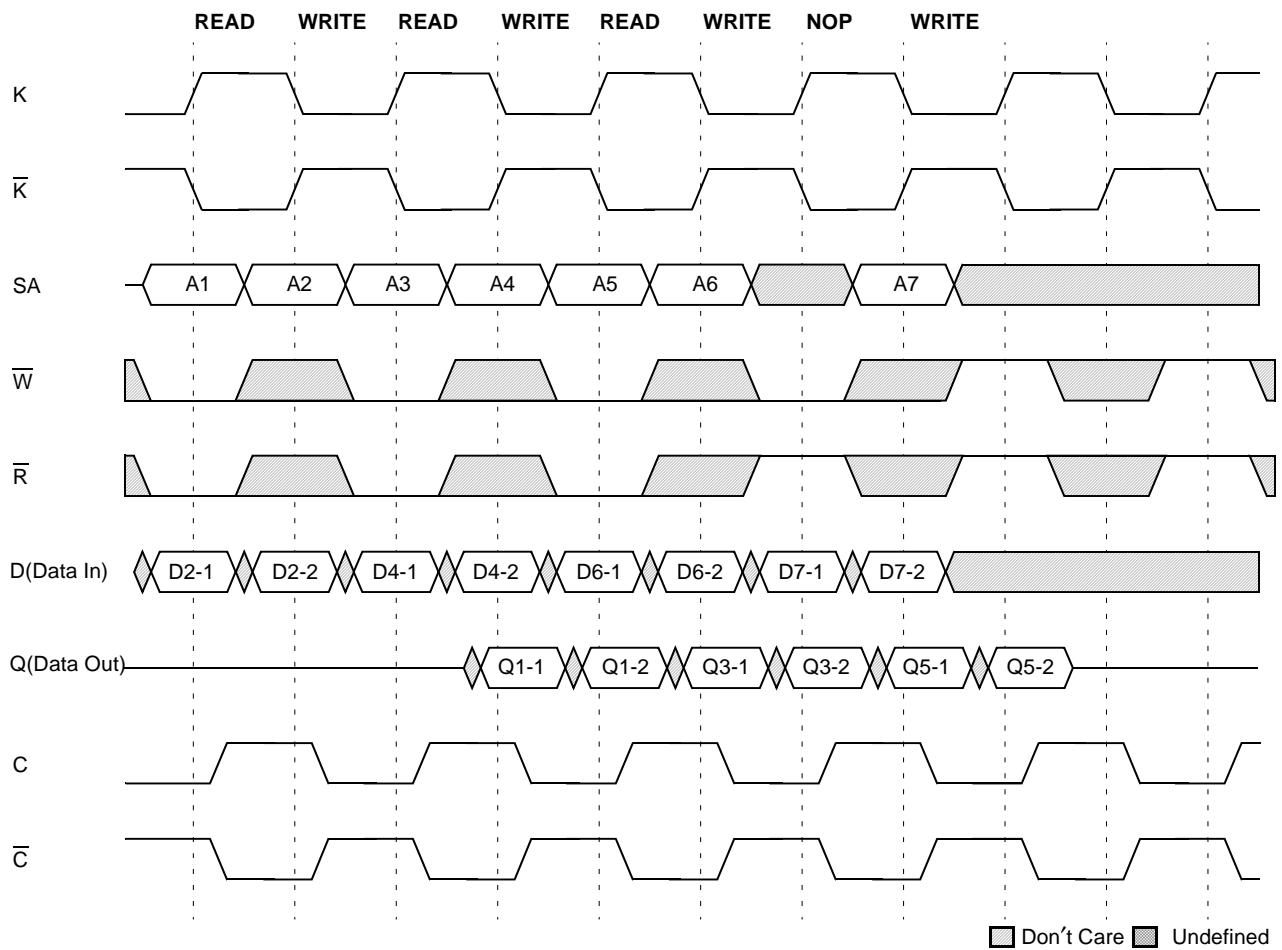 READ WRITE READ WRITE READ WRITE NOP WRITE
K
K̅
SA A1 A2 A3 A4 A5 A6 A7
W̅
R̅
D(Data In) D2-1 D2-2 D4-1 D4-2 D6-1 D6-2 D7-1 D7-2
Q(Data Out) Q1-1 Q1-2 Q3-1 Q3-2 Q5-1 Q5-2
C
C̅
Don′t Care Undefined